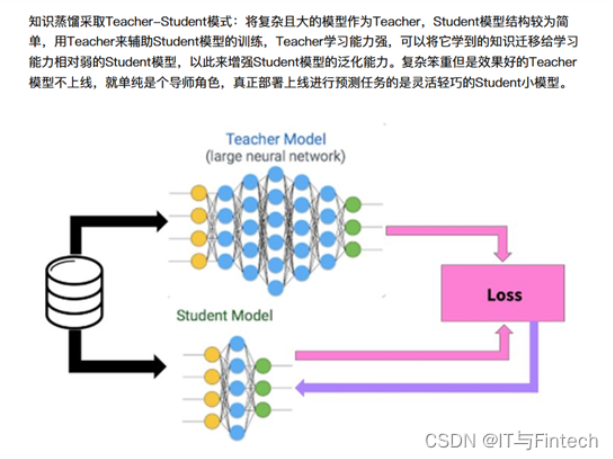 知识蒸馏采取Teacher-Student模式：将复杂且大的模型作为Teacher，Student模型结构较为简
单，用Teacher来辅助Student模型的训练，Teacher学习能力强，可以将它学到的知识迁移给学习
能力相对弱的Student模型，以此来增强Student模型的泛化能力。复杂笨重但是效果好的Teacher
模型不上线，就单纯是个导师角色，真正部署上线进行预测任务的是灵活轻巧的Student小模型。
Teacher Model
(large neural network)
Loss
Student Model
CSDN @IT与Fintech